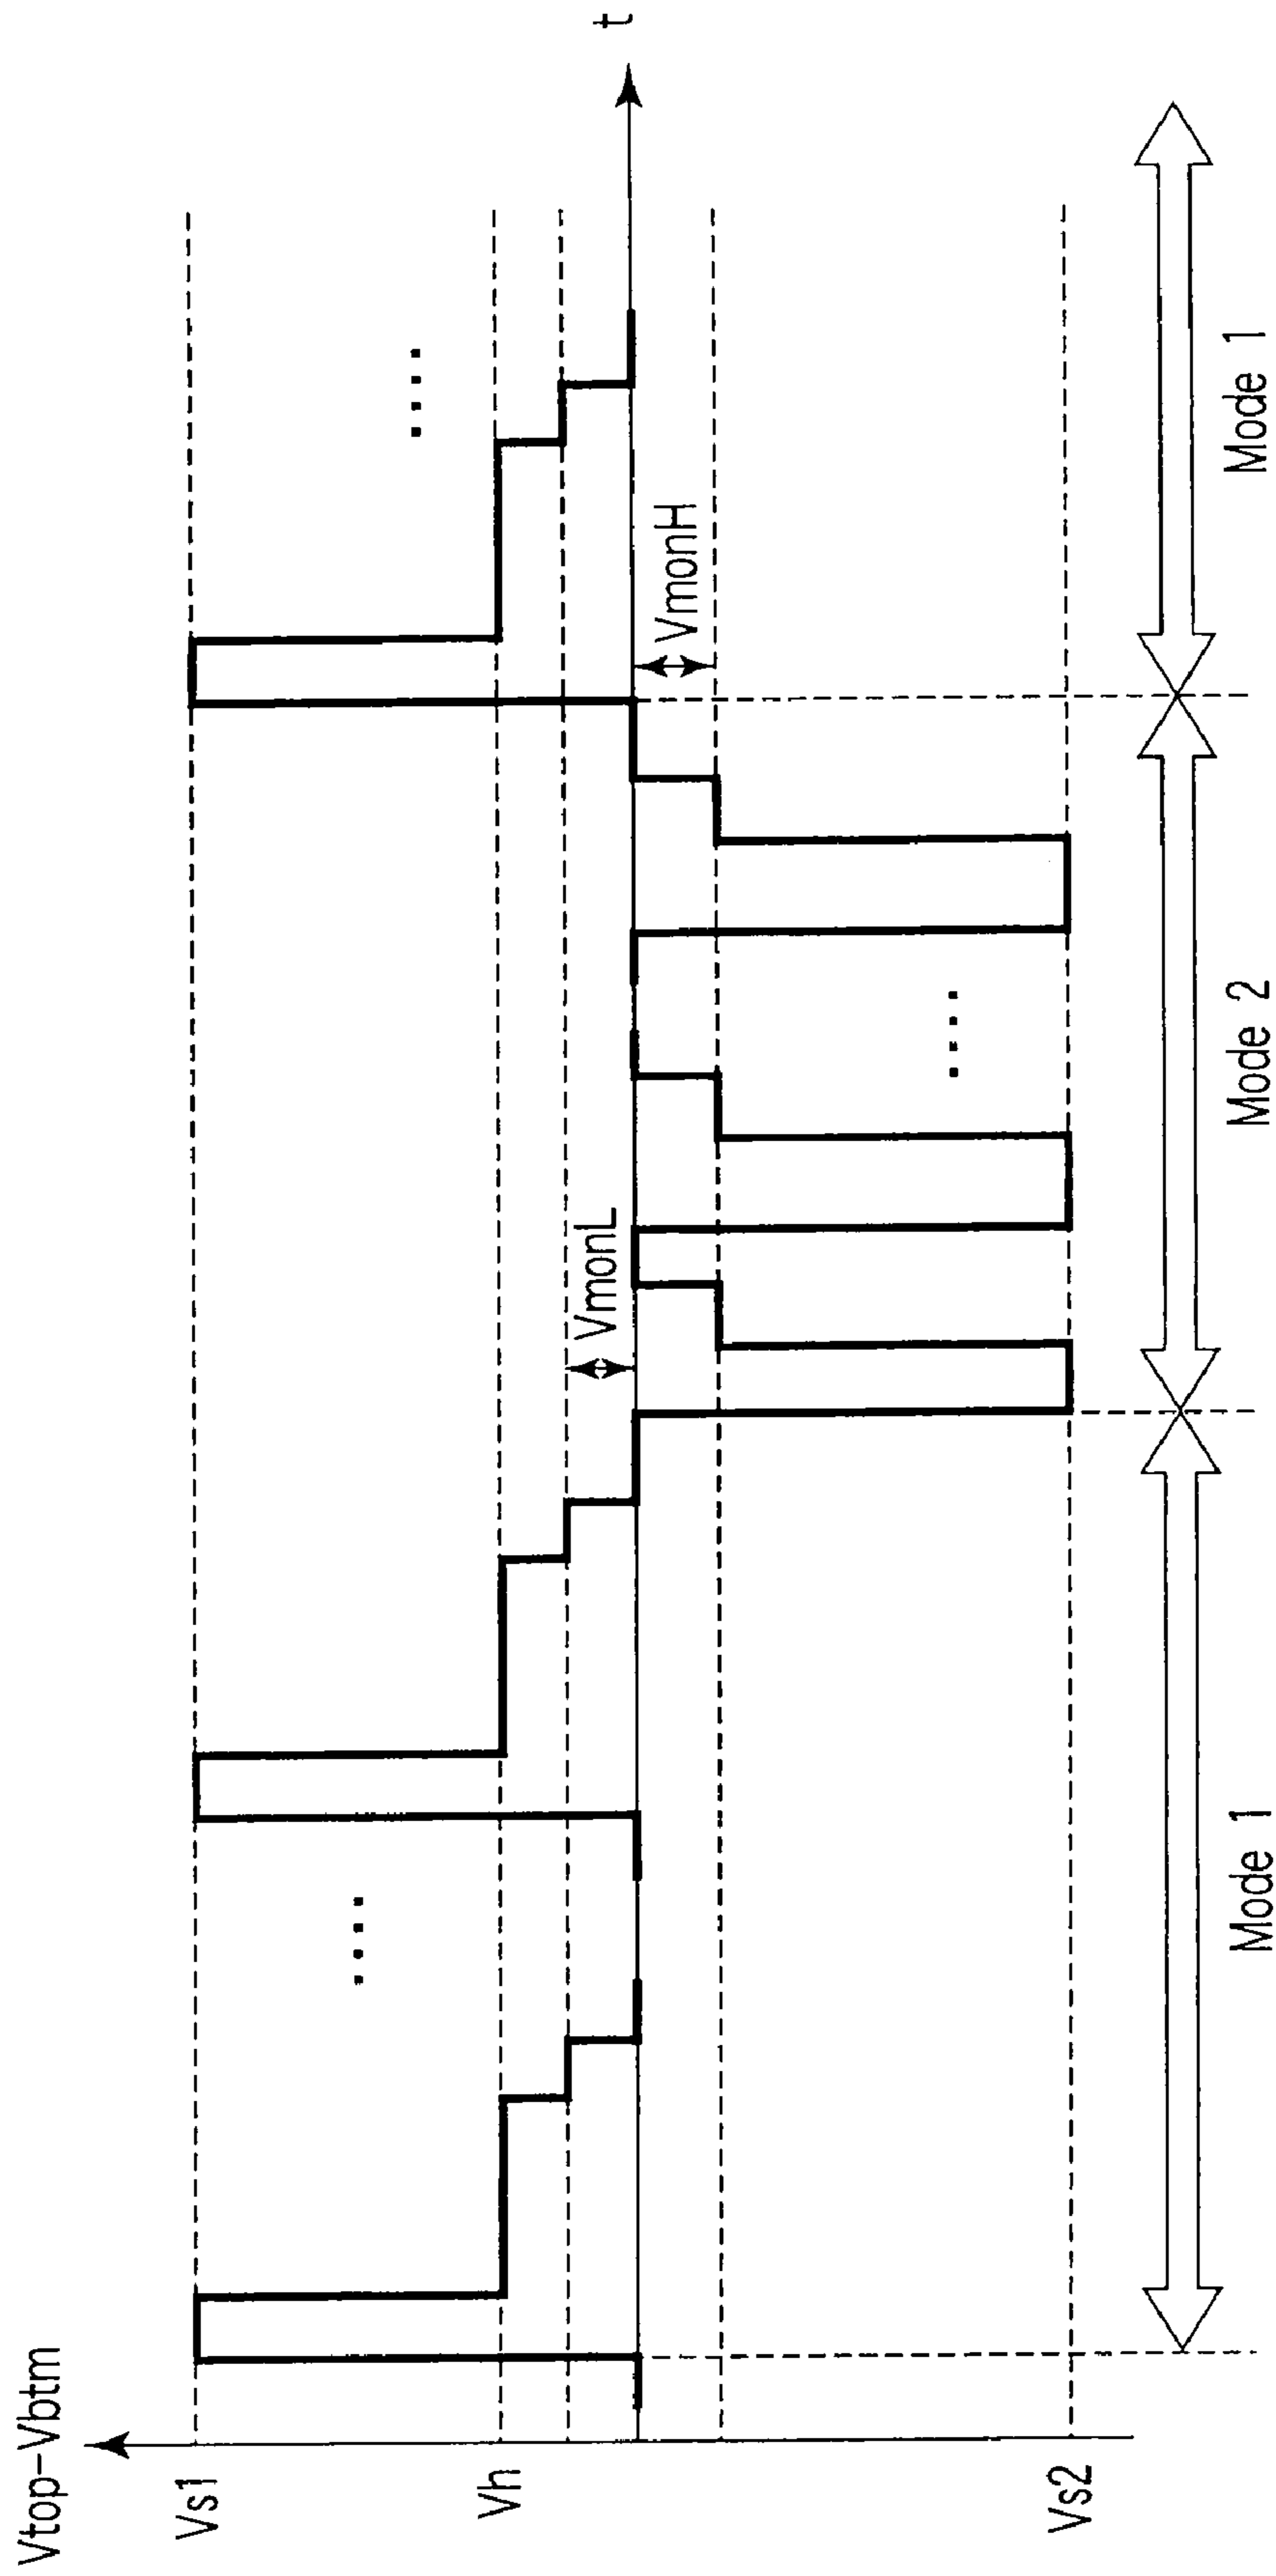 Vtop-Vbtm
Vs1
Vh
Vs2
VmonL
VmonH
t
Mode 1
Mode 2
Mode 1